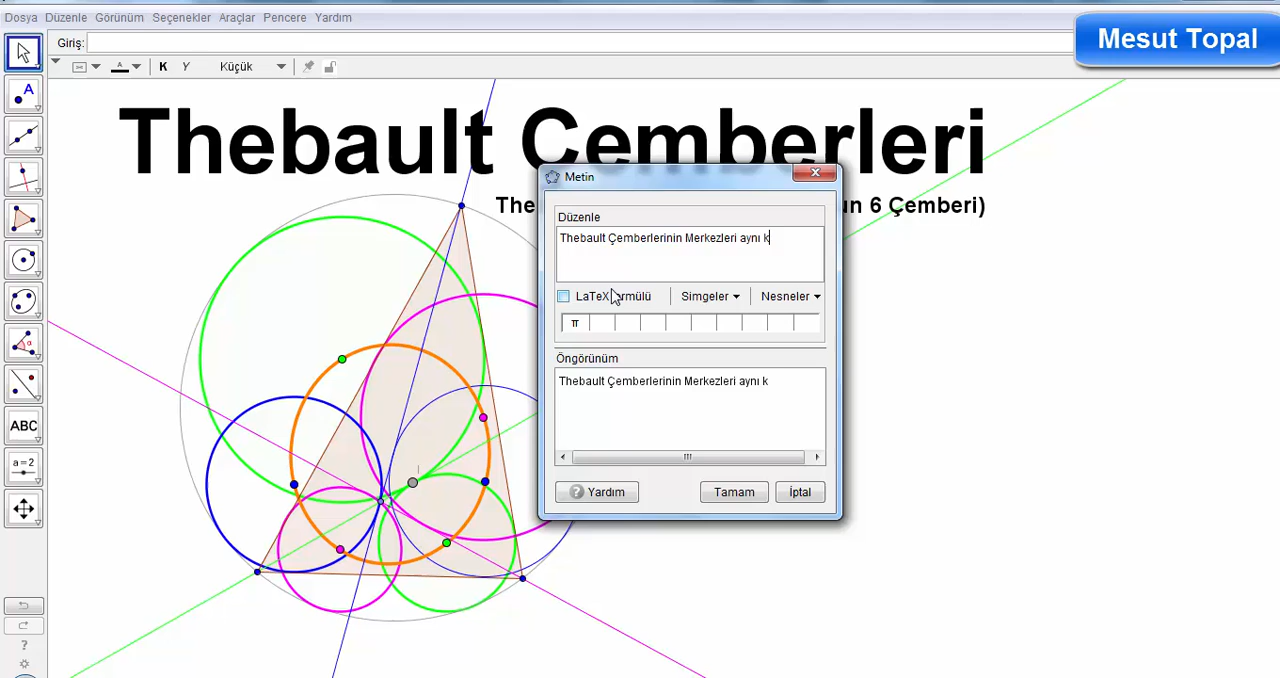 Dosya Düzenle Görünüm Seçenekler Araçlar Pencere Yardım
Giriş:
Mesut Topal
A K Y Küçük
A
Thebault Çemberleri
The un 6 Çemberi)
Metin
Düzenle
Thebault Çemberlerinin Merkezleri aynı k
LaTeX rmülü Simgeler Nesneler
π
Öngörünüm
Thebault Çemberlerinin Merkezleri aynı k
Yardım Tamam İptal
I
α
ABC
a=2
?